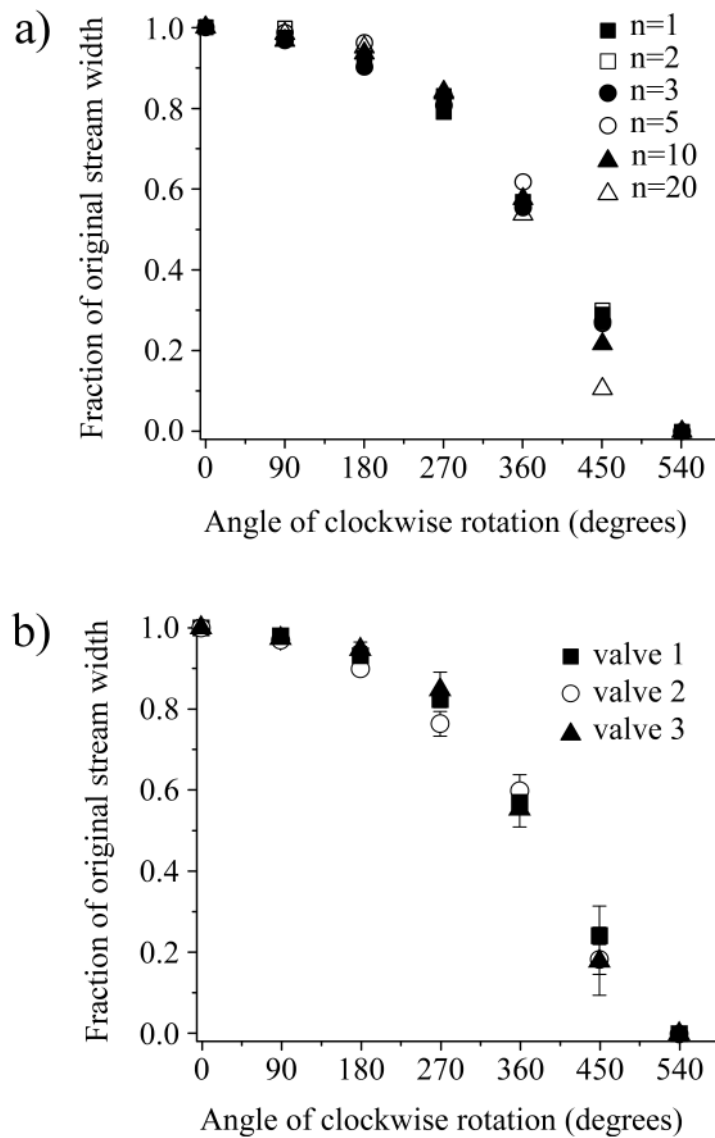 a)
Fraction of original stream width
1.0
0.8
0.6
0.4
0.2
0.0
n=1
n=2
n=3
n=5
n=10
n=20
0 90 180 270 360 450 540
Angle of clockwise rotation (degrees)
b)
Fraction of original stream width
1.0
0.8
0.6
0.4
0.2
0.0
valve 1
valve 2
valve 3
0 90 180 270 360 450 540
Angle of clockwise rotation (degrees)